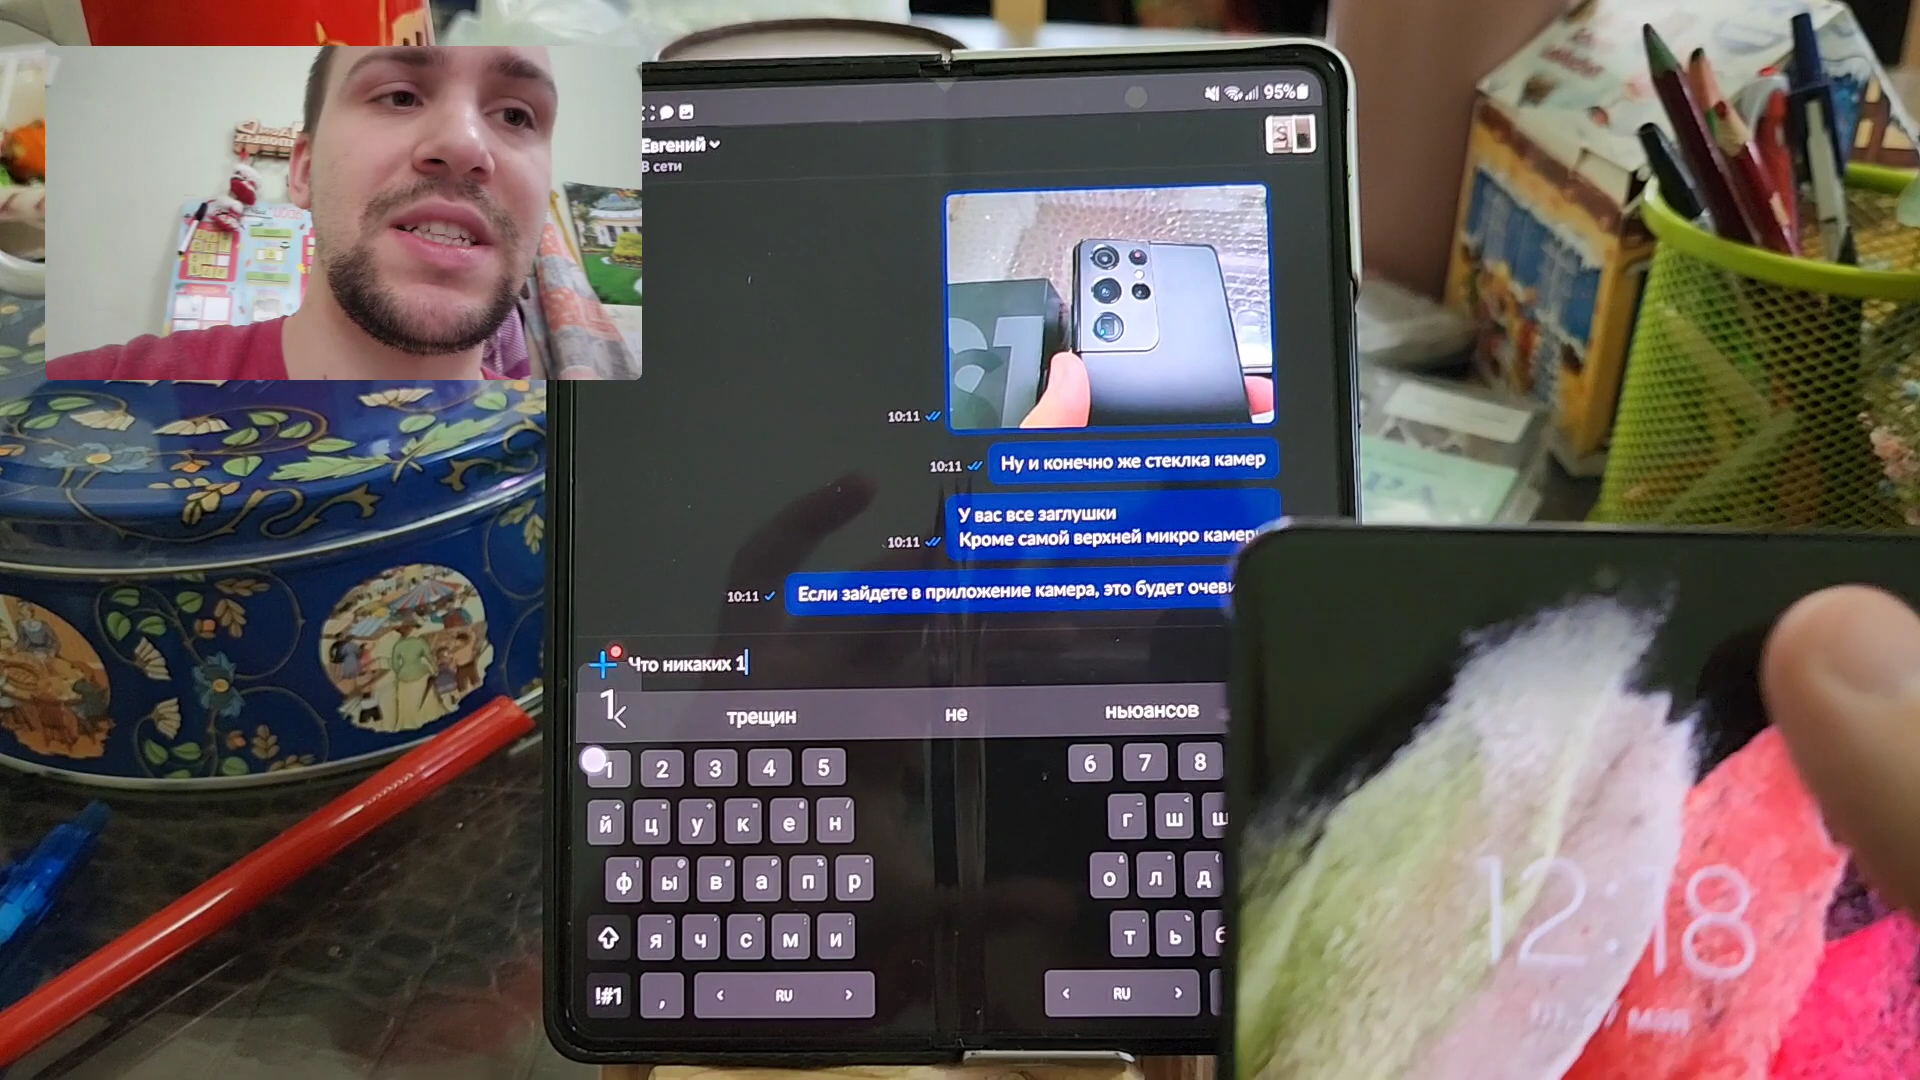 95%
Евгений
В сети
10:11
Ну и конечно же стеклка камер
10:11
У вас все заглушки
Кроме самой верхней микро камеры
10:11
Если зайдете в приложение камера, это будет
10:11
Что никаких 1
1
трещин не ньюансов
1 2 3 4 5 6 7 8
й ц у к е н г ш
ф ы в а п р о л д
я ч с м и т ь
!#1 , < RU > < RU >
12:18